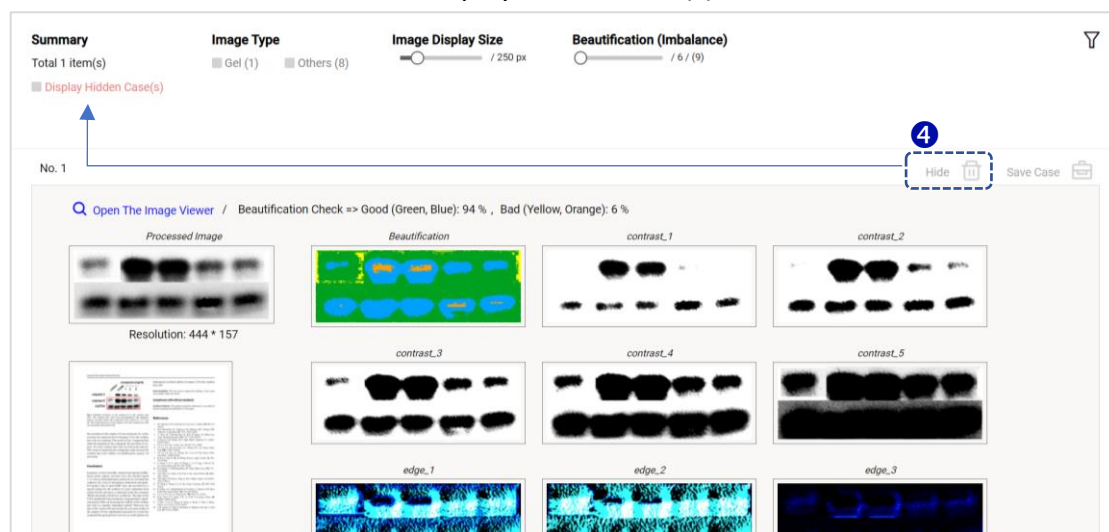 Summary
Image Type
Image Display Size
Beautification (Imbalance)
Total 1 item(s)
Gel (1)
Others (8)
/ 250 px
/ 6 / (9)
Display Hidden Case(s)
4
No. 1
Hide
Save Case
Open The Image Viewer / Beautification Check => Good (Green, Blue): 94 % , Bad (Yellow, Orange): 6 %
Processed Image
Beautification
contrast_1
contrast_2
Resolution: 444 * 157
contrast_3
contrast_4
contrast_5
edge_1
edge_2
edge_3